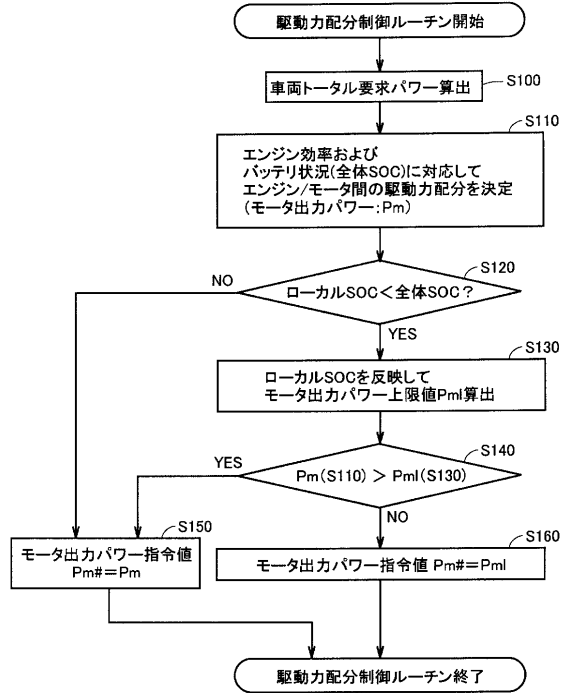 駆動力配分制御ルーチン開始
車両トータル要求パワー算出
S100
S110
エンジン効率および
バッテリ状況(全体SOC)に対応して
エンジン/モータ間の駆動力配分を決定
(モータ出力パワー:Pm)
S120
NO
ローカルSOC<全体SOC?
YES
S130
ローカルSOCを反映して
モータ出力パワー上限値Pml算出
S140
YES
Pm(S110) > Pml(S130)
NO
S150
モータ出力パワー指令値
Pm#=Pm
S160
モータ出力パワー指令値 Pm#=Pml
駆動力配分制御ルーチン終了